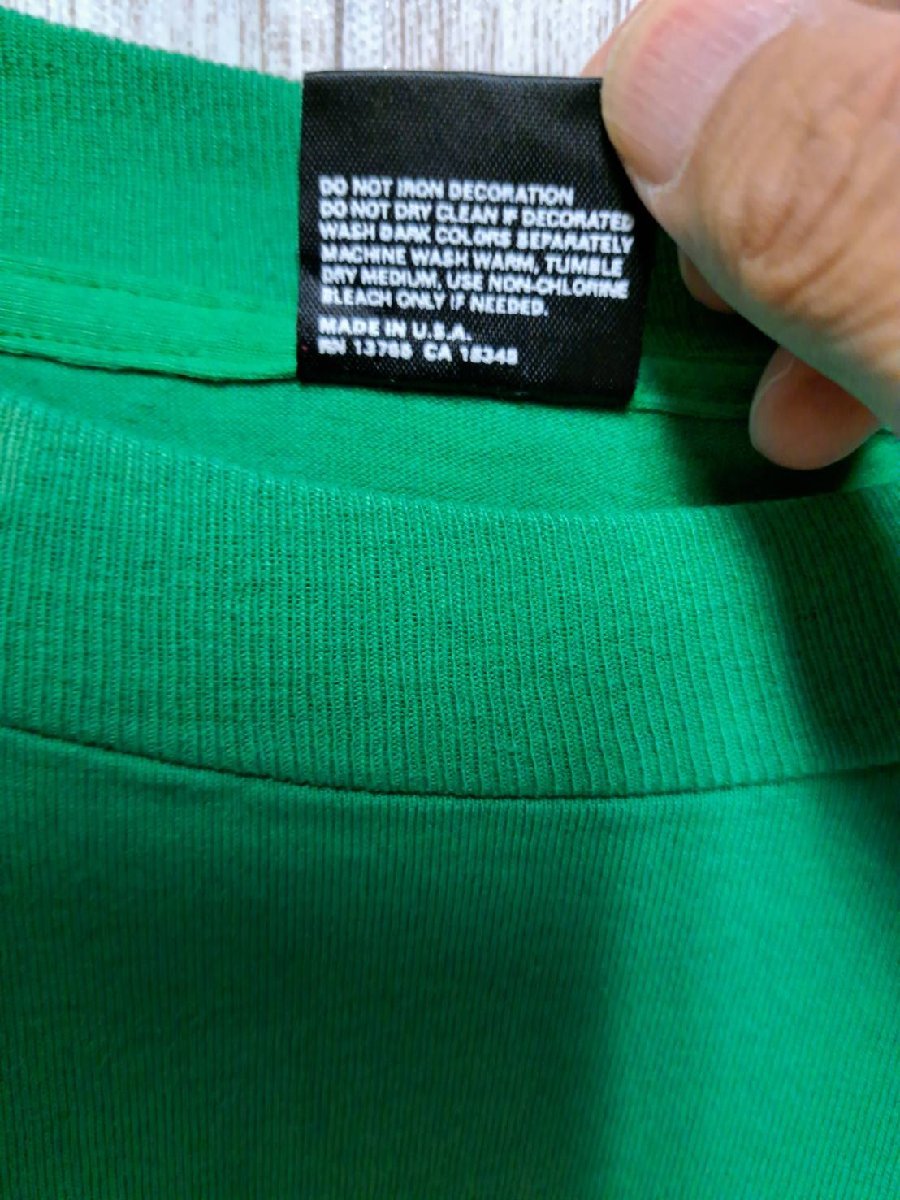 DO NOT IRON DECORATION
DO NOT DRY CLEAN IF DECORATED
WASH DARK COLORS SEPARATELY
MACHINE WASH WARM, TUMBLE
DRY MEDIUM, USE NON-CHLORINE
BLEACH ONLY IF NEEDED.
MADE IN U.S.A.
RN 13765 CA 18348